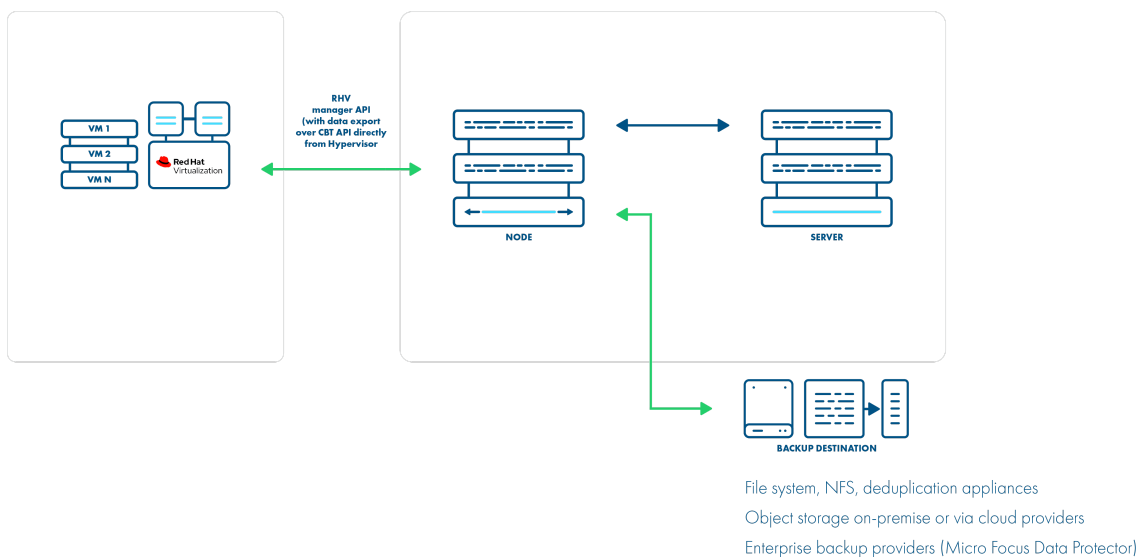 RHV
manager API
(with data export
over CBT API directly
from Hypervisor
VM 1
VM 2
VM N
Red Hat
Virtualization
NODE
SERVER
BACKUP DESTINATION
File system, NFS, deduplication appliances
Object storage on-premise or via cloud providers
Enterprise backup providers (Micro Focus Data Protector)